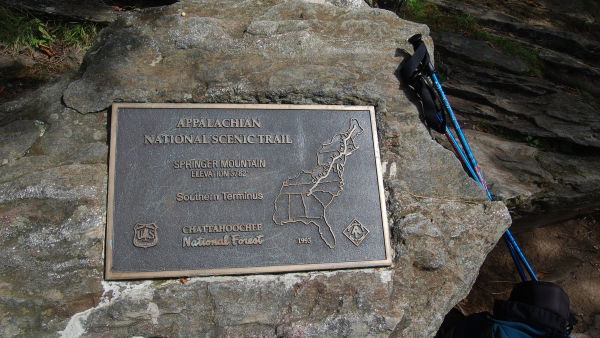 APPALACHIAN
NATIONAL SCENIC TRAIL
SPRINGER MOUNTAIN
ELEVATION 3782'
Southern Terminus
CHATTAHOOCHEE
National Forest
1993